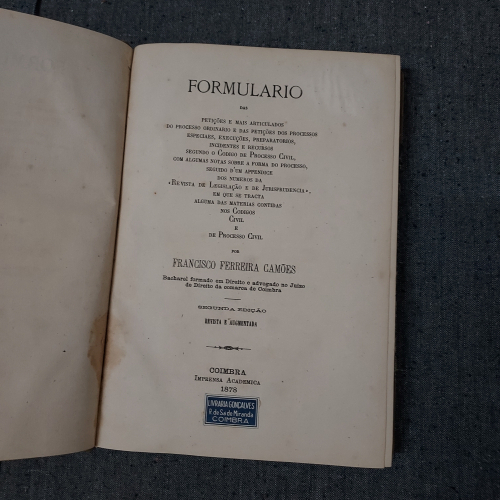 FORMULARIO
DAS
PETIÇÕES E MAIS ARTICULADOS
DO PROCESSO ORDINARIO E DAS PETIÇÕES DOS PROCESSOS
ESPECIAES, EXECUÇÕES, PREPARATORIOS,
INCIDENTES E RECURSOS
SEGUNDO O CODIGO DE PROCESSO CIVIL,
COM ALGUMAS NOTAS SOBRE A FORMA DO PROCESSO,
SEGUIDO D'UM APPENDICE
DOS NUMEROS DA
«REVISTA DE LEGISLAÇÃO E DE JURISPRUDENCIA»,
EM QUE SE TRACTA
ALGUMA DAS MATERIAS CONTIDAS
NOS CODIGOS
CIVIL
E
DE PROCESSO CIVIL
POR
FRANCISCO FERREIRA CAMÕES
Bacharel formado em Direito e advogado no Juizo
de Direito da comarca de Coimbra
SEGUNDA EDIÇÃO
REVISTA E AUGMENTADA
COIMBRA
IMPRENSA ACADEMICA
1878
LIVRARIA GONÇALVES
R. de Sá de Miranda
COIMBRA